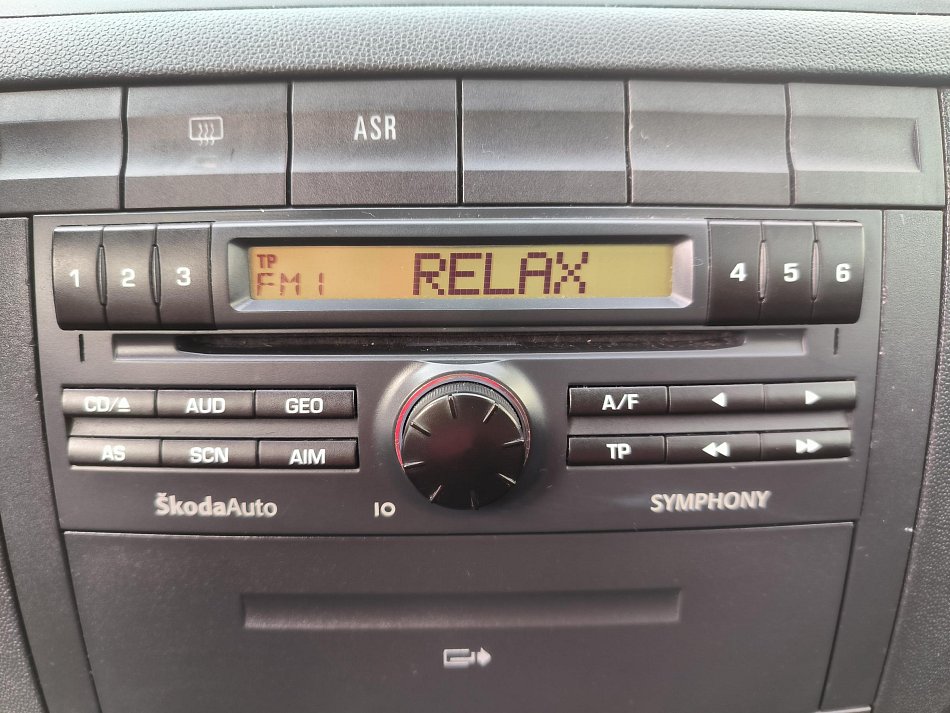 ASR
1 2 3
TP
FM1 RELAX
4 5 6
CD/ AUD GEO
AS SCN AIM
A/F
TP
ŠkodaAuto
IO
SYMPHONY